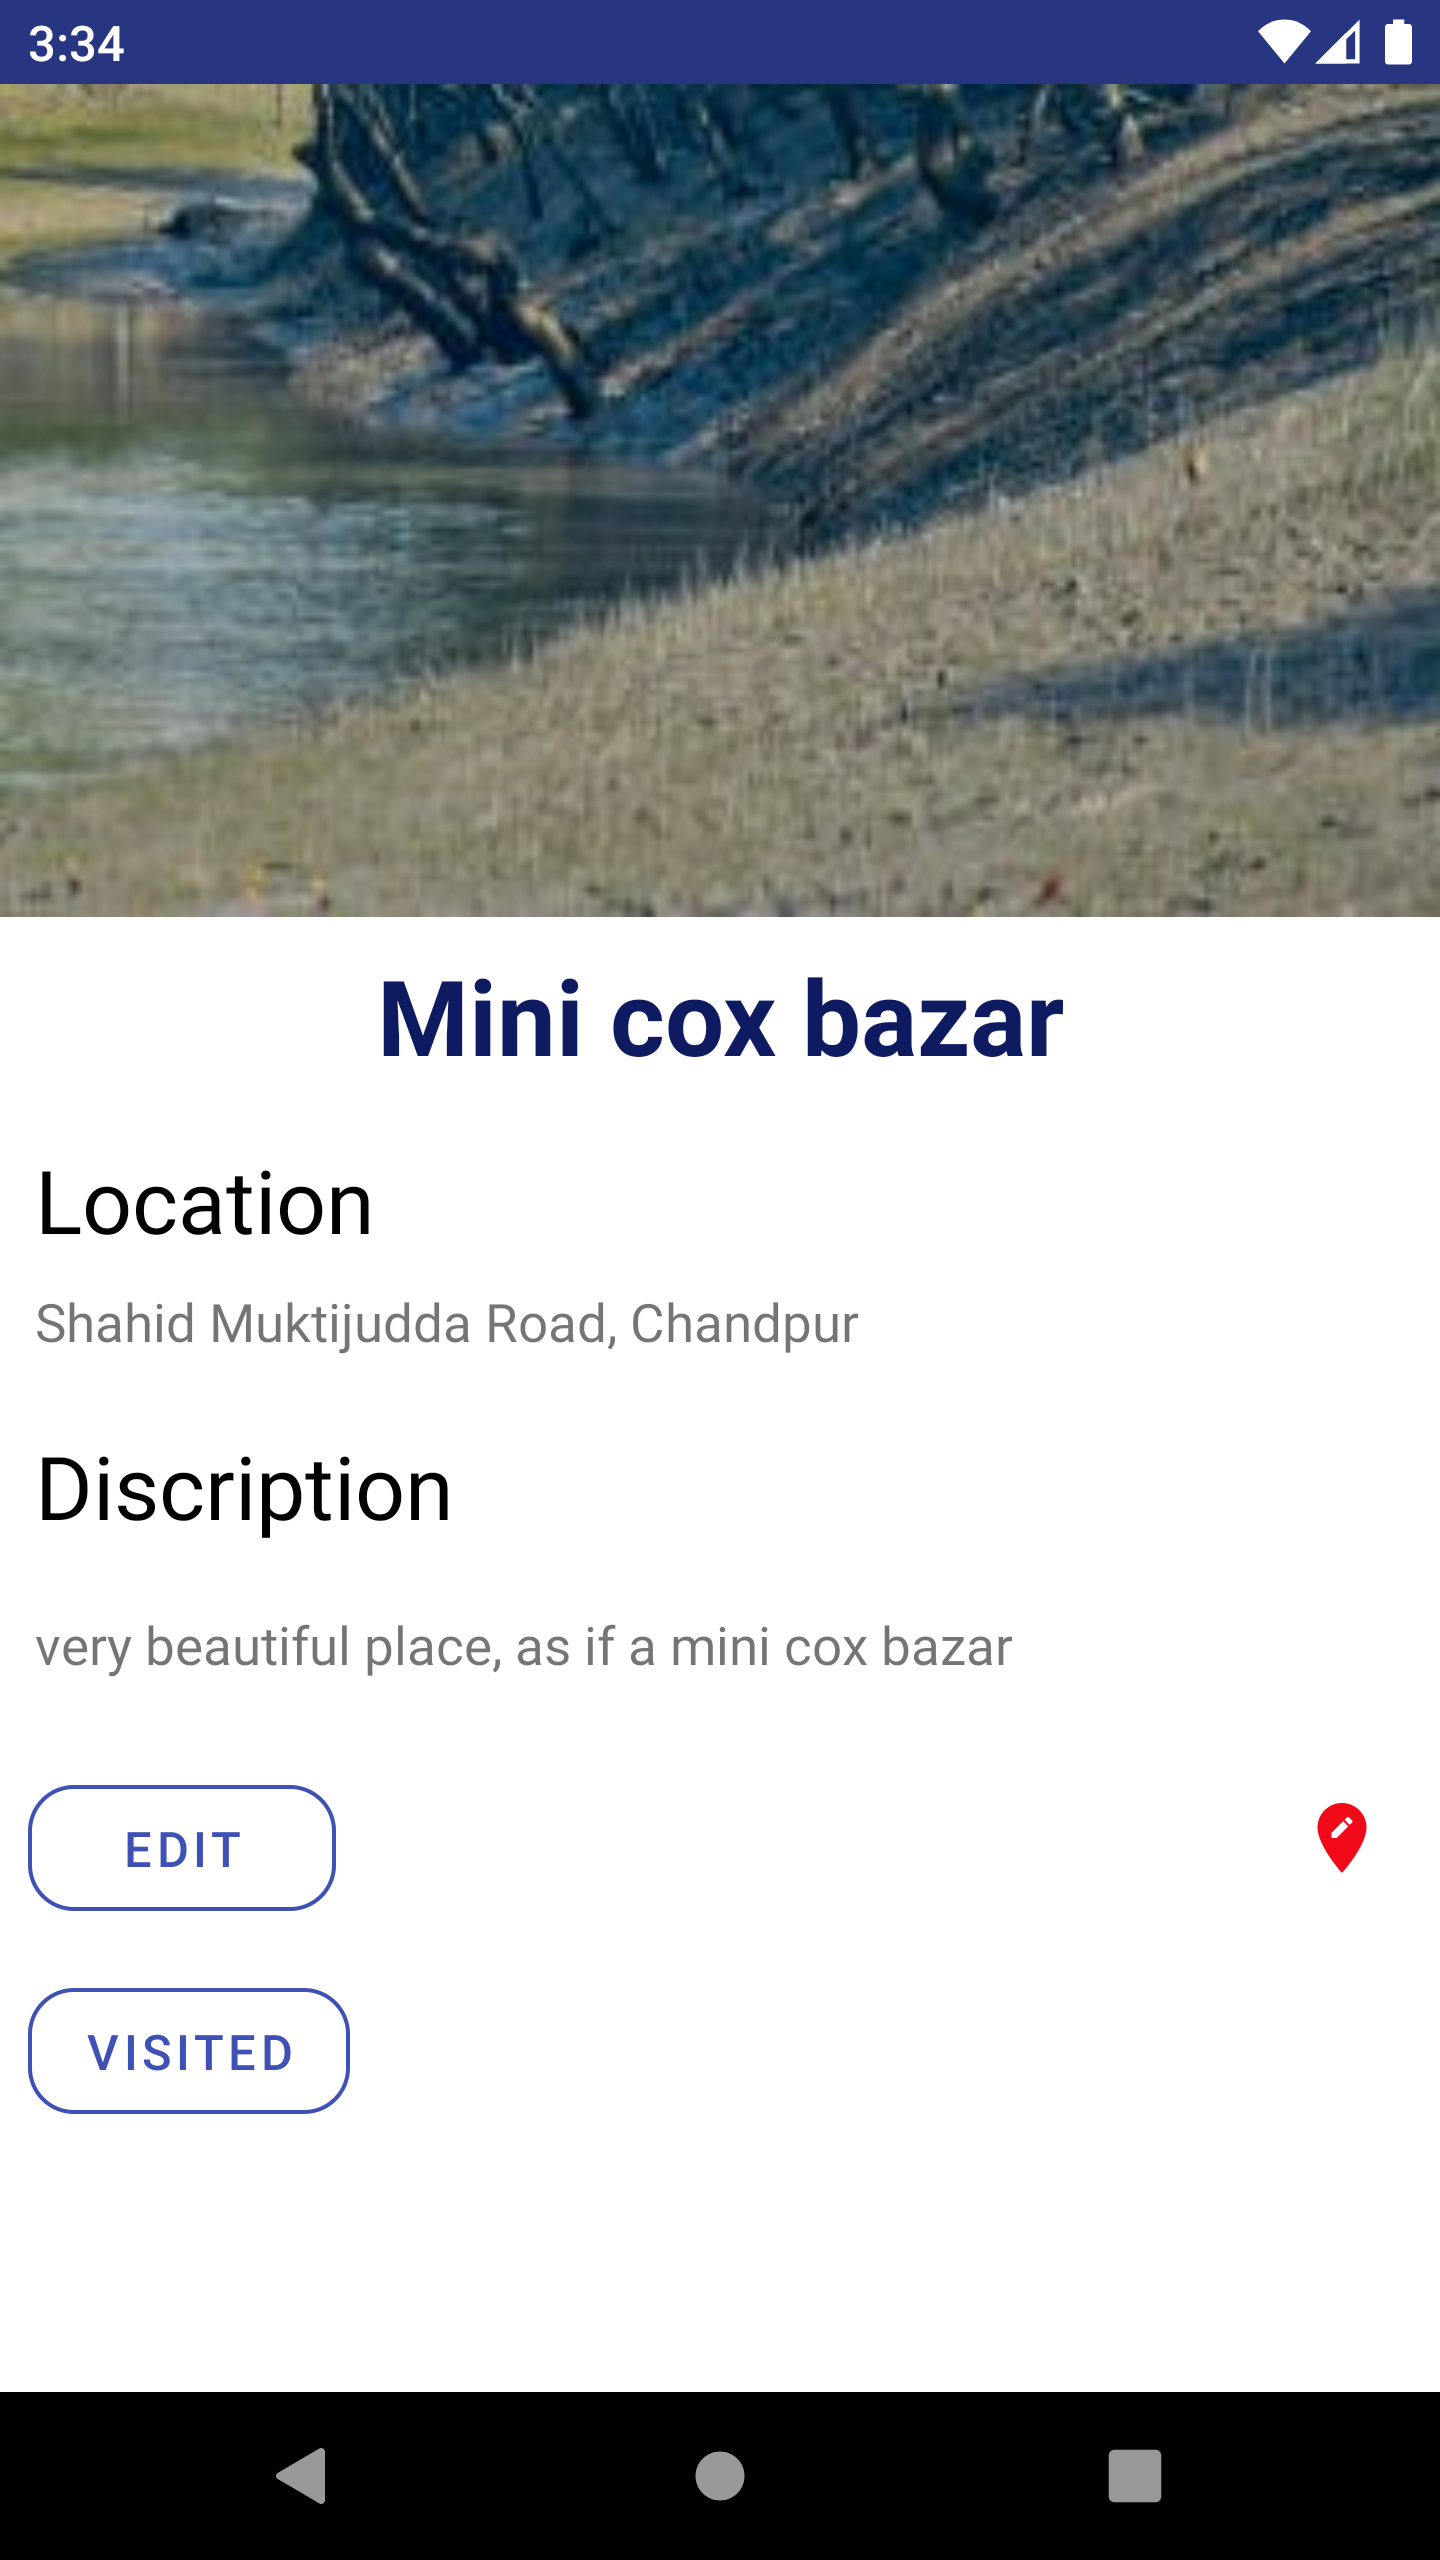 3:34
Mini cox bazar
Location
Shahid Muktijudda Road, Chandpur
Discription
very beautiful place, as if a mini cox bazar
EDIT
VISITED